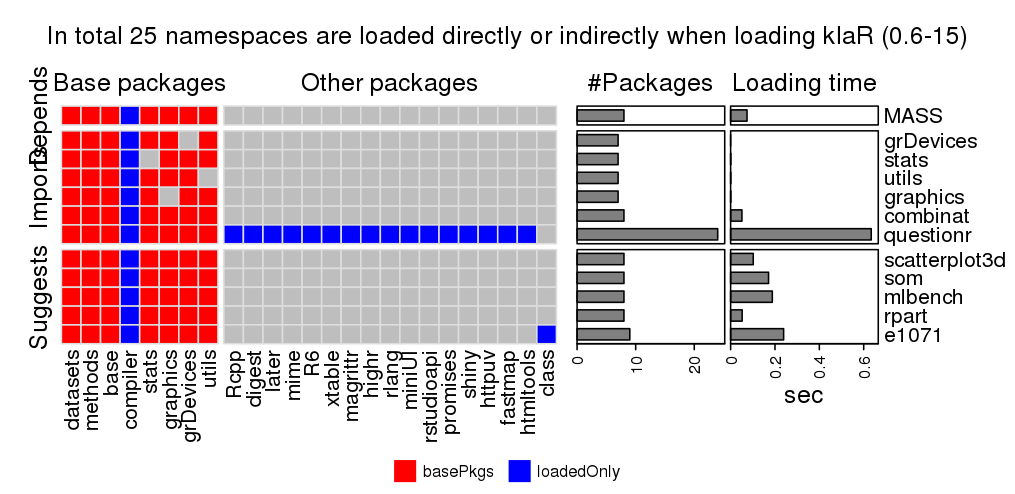 In total 25 namespaces are loaded directly or indirectly when loading klaR (0.6-15)
Base packages
Other packages
#Packages
Loading time
Depends
Imports
Suggests
MASS
grDevices
stats
utils
graphics
combinat
questionr
scatterplot3d
som
mlbench
rpart
e1071
datasets
methods
base
compiler
stats
graphics
grDevices
utils
Rcpp
digest
later
mime
R6
xtable
magrittr
highr
rlang
miniUI
rstudioapi
promises
shiny
httpuv
fastmap
htmltools
class
0
10
20
0
0.2
0.4
0.6
sec
basePkgs
loadedOnly